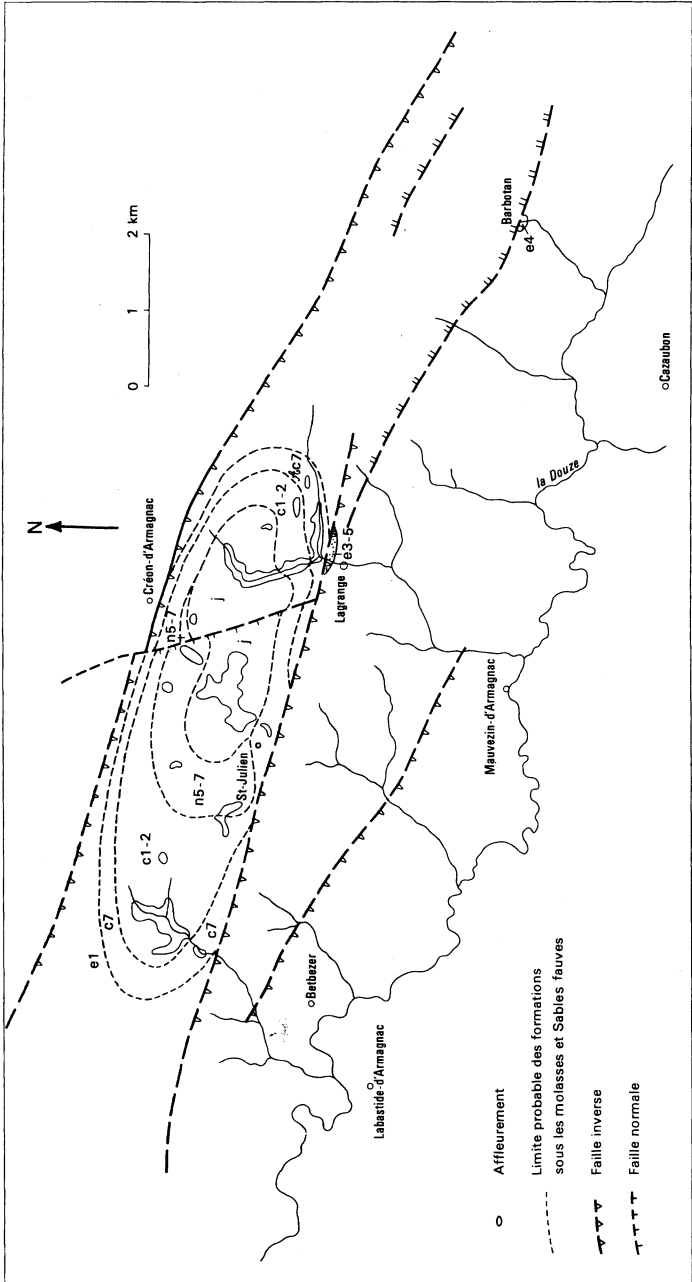 N
0 1 2 km
Créon-d'Armagnac
n5-7
j
j
c1-2
c7
e1
c7
c1-2
n5-7
St-Julien
c7
Lagrange
e3-5
Barbotan
e4
Betbezer
Labastide-d'Armagnac
Mauvezin-d'Armagnac
la Douze
Cazaubon
Affleurement
Limite probable des formations
sous les molasses et Sables fauves
Faille inverse
Faille normale